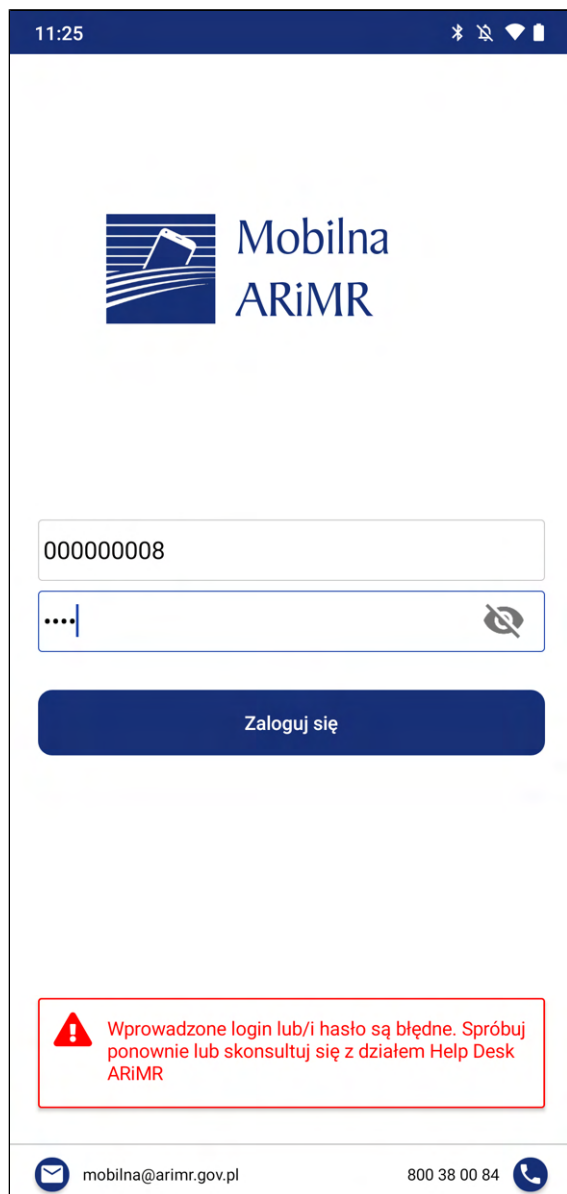 11:25
Mobilna
ARiMR
000000008
••••
Zaloguj się
Wprowadzone login lub/i hasło są błędne. Spróbuj
ponownie lub skonsultuj się z działem Help Desk
ARiMR
mobilna@arimr.gov.pl 800 38 00 84